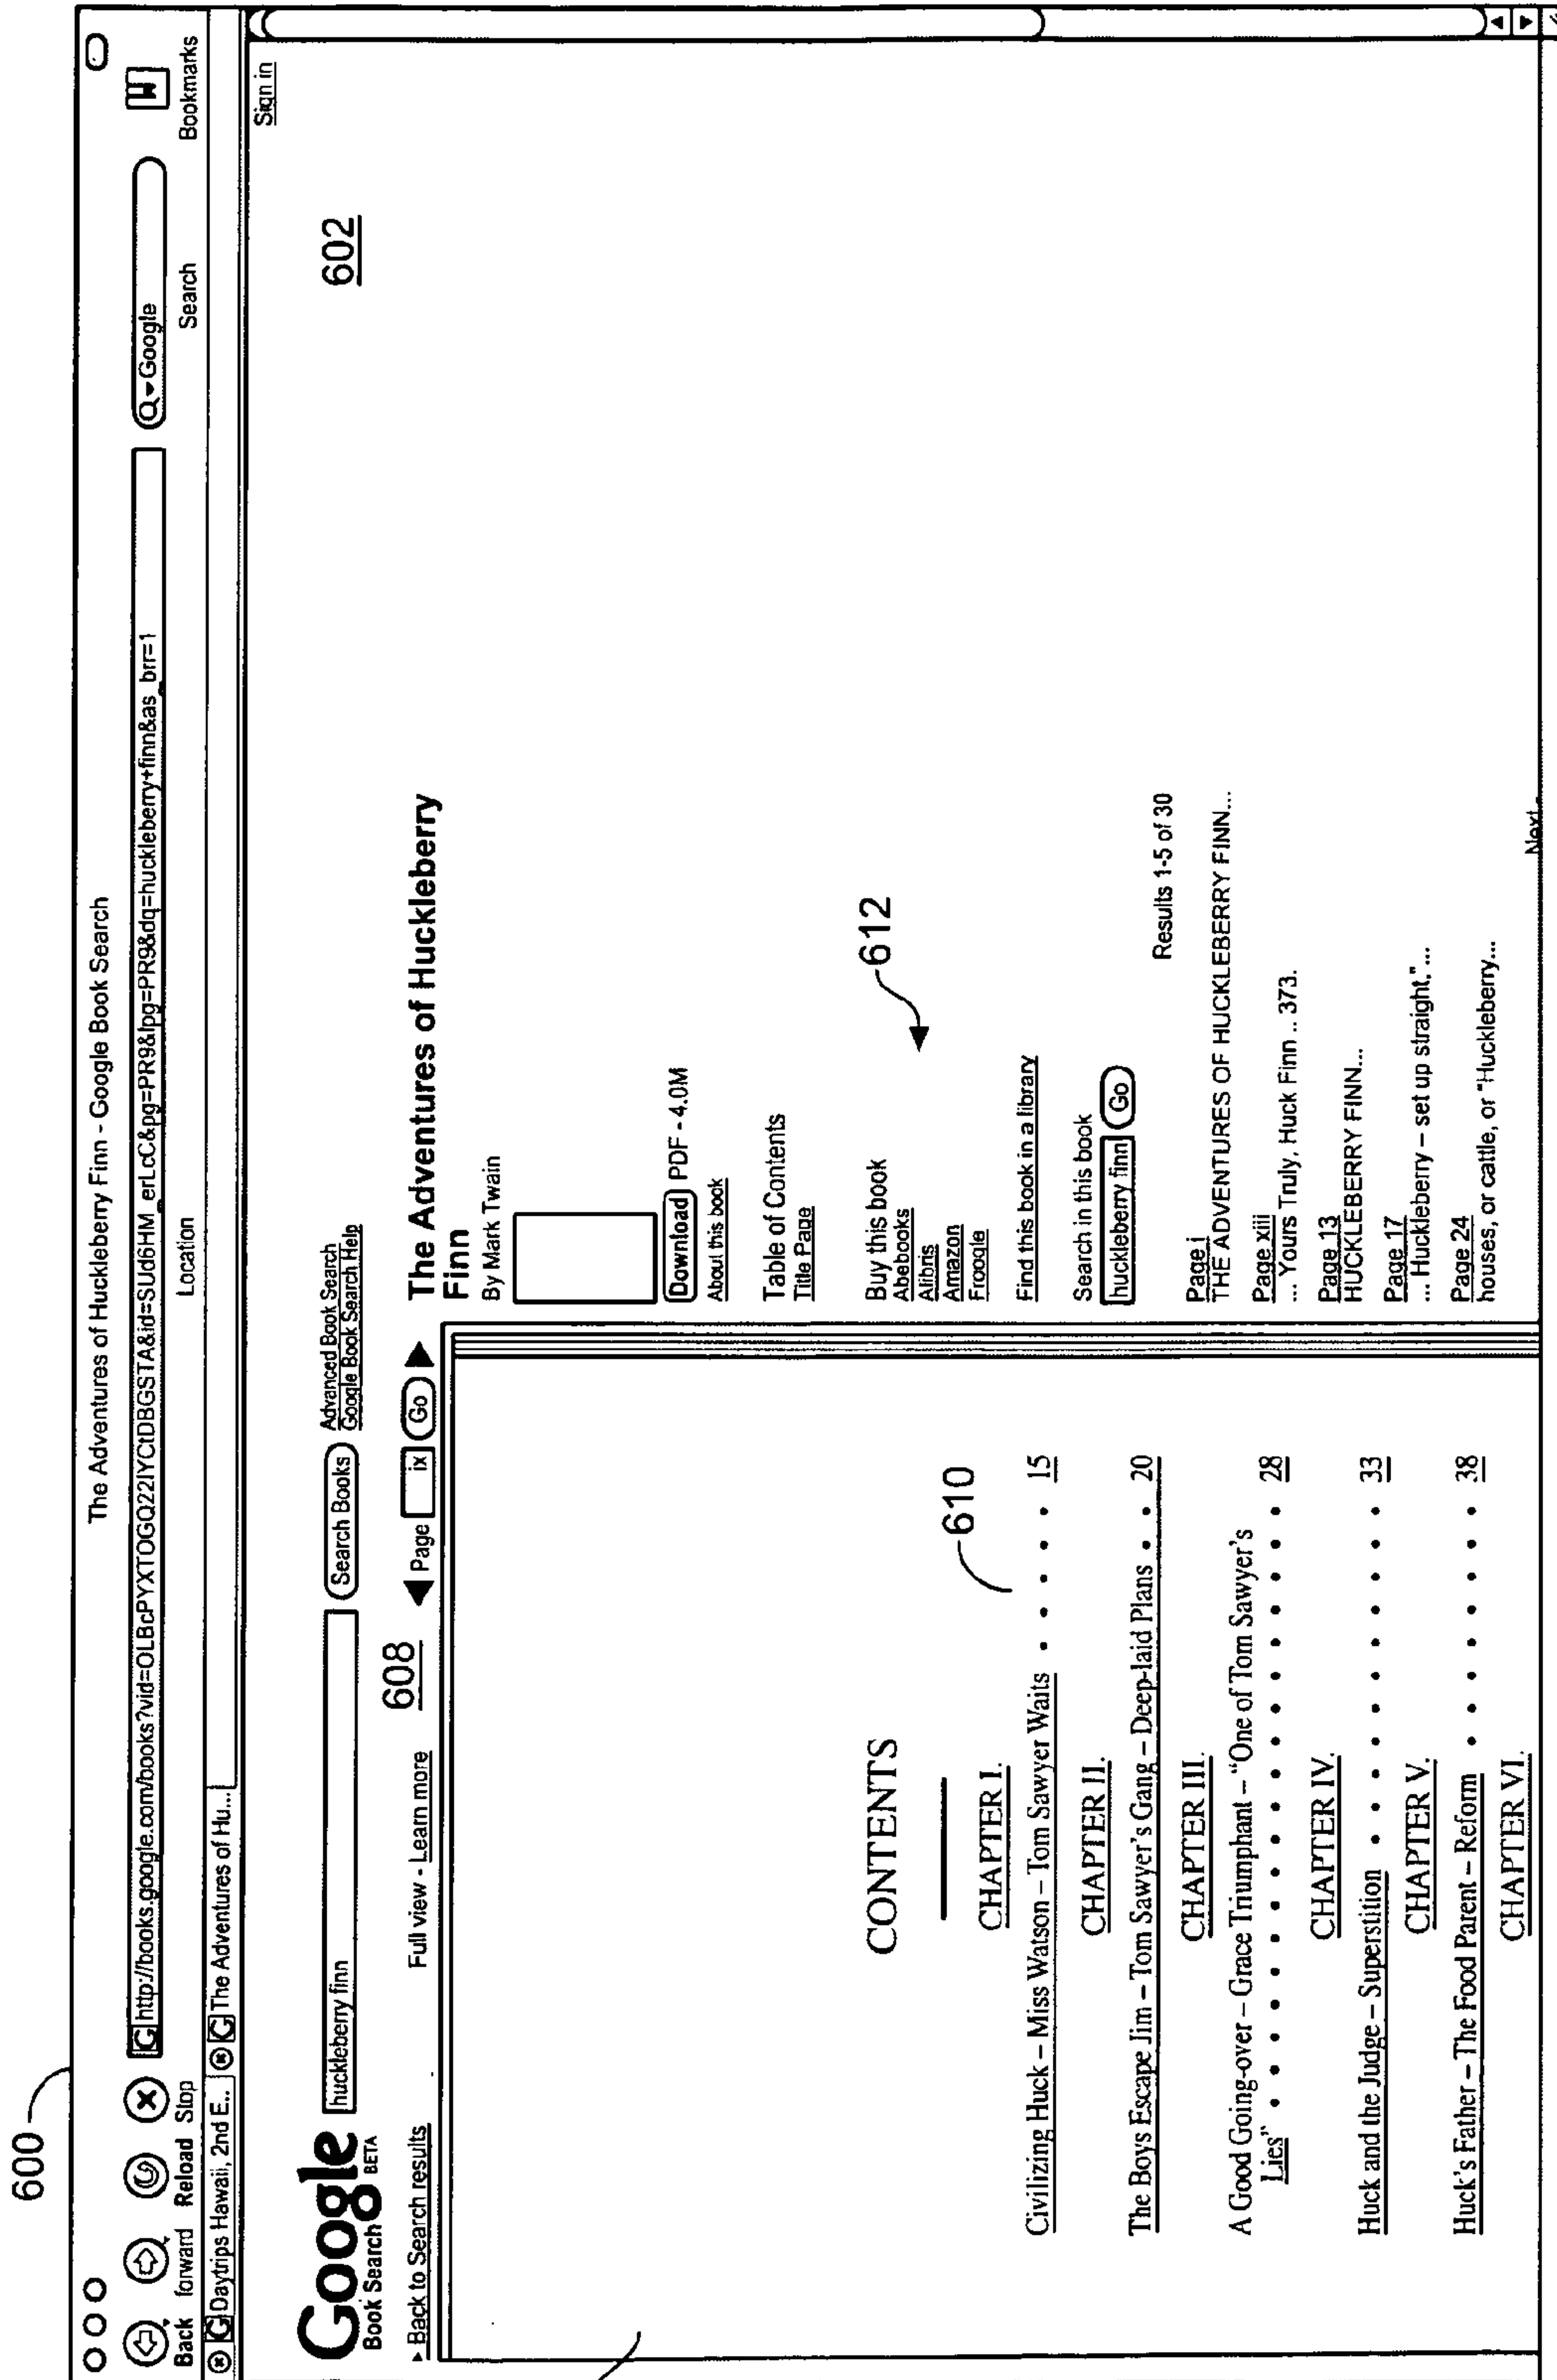 600
The Adventures of Huckleberry Finn - Google Book Search
G http://books.google.com/books?vid=OLBcPYXTOGQ22IYCtDBGSTA&id=SUd6HM_erLcC&pg=PR9&lpg=PR9&dq=huckleberry+finn&as_brr=1
Google
Back forward Reload Stop
Location
Search
Bookmarks
G Daytrips Hawaii, 2nd E..
G The Adventures of Hu...
Sign in
Google
Book Search BETA
huckleberry finn
Search Books
Advanced Book Search
Google Book Search Help
602
▸ Back to Search results
Full view - Learn more
608
Page ix Go
CONTENTS
610
CHAPTER I.
Civilizing Huck – Miss Watson – Tom Sawyer Waits . . . . . 15
CHAPTER II.
The Boys Escape Jim – Tom Sawyer's Gang – Deep-laid Plans . . 20
CHAPTER III.
A Good Going-over – Grace Triumphant – "One of Tom Sawyer's
Lies" . . . . . . . . . . . . . . . . . . . 28
CHAPTER IV.
Huck and the Judge – Superstition . . . . . . . . . . . 33
CHAPTER V.
Huck's Father – The Food Parent – Reform . . . . . . . . 38
CHAPTER VI.
The Adventures of Huckleberry
Finn
By Mark Twain
Download PDF - 4.0M
About this book
Table of Contents
Title Page
Buy this book
Abebooks
Alibris
Amazon
Froogle
612
Find this book in a library
Search in this book
huckleberry finn Go
Results 1-5 of 30
Page i
THE ADVENTURES OF HUCKLEBERRY FINN...
Page xiii
... Yours Truly, Huck Finn .. 373.
Page 13
HUCKLEBERRY FINN...
Page 17
... Huckleberry – set up straight,"...
Page 24
houses, or cattle, or "Huckleberry...
Next